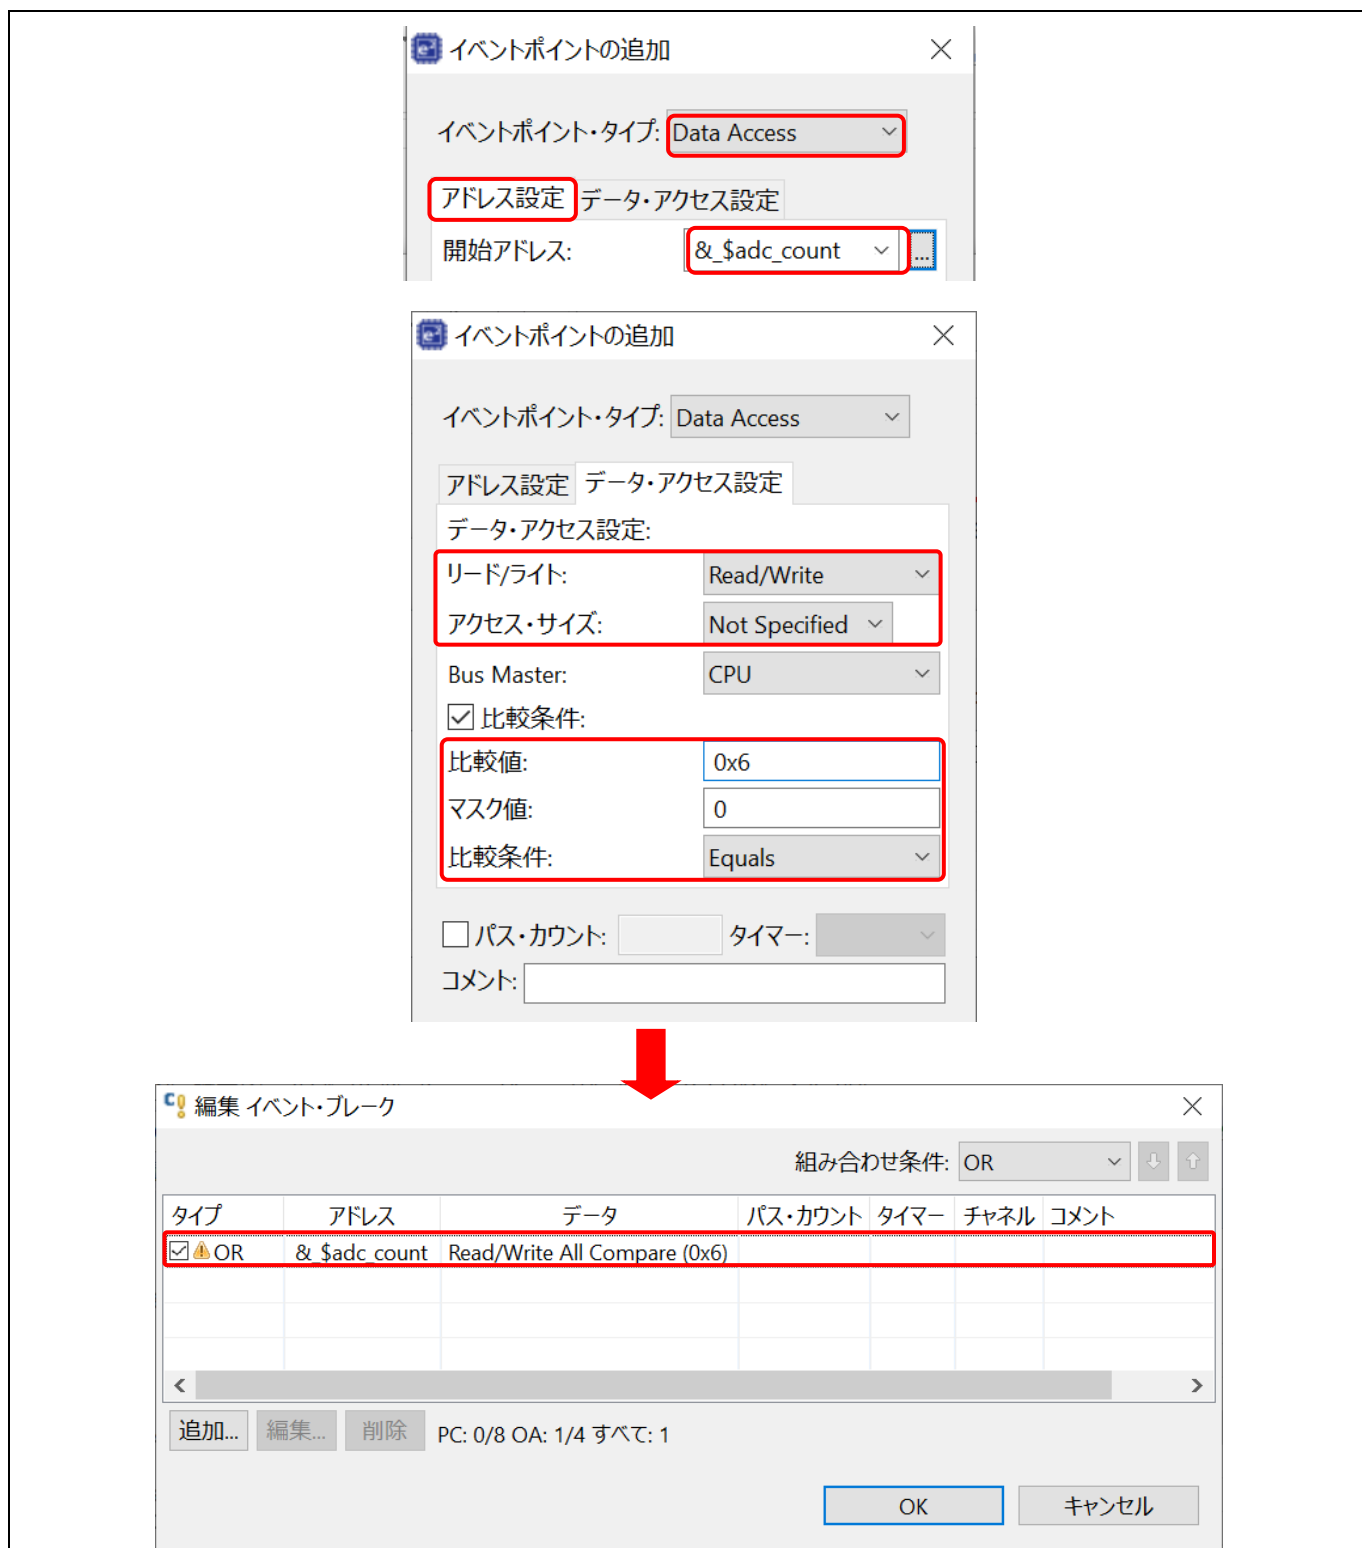 イベントポイントの追加
イベントポイント・タイプ: Data Access
アドレス設定 データ・アクセス設定
開始アドレス: &_$adc_count ...
イベントポイントの追加
イベントポイント・タイプ: Data Access
アドレス設定 データ・アクセス設定
データ・アクセス設定:
リード/ライト: Read/Write
アクセス・サイズ: Not Specified
Bus Master: CPU
比較条件:
比較値: 0x6
マスク値: 0
比較条件: Equals
パス・カウント: タイマー:
コメント:
編集 イベント・ブレーク
組み合わせ条件: OR
タイプ アドレス データ パス・カウント タイマー チャネル コメント
OR &_$adc_count Read/Write All Compare (0x6)
追加... 編集... 削除 PC: 0/8 OA: 1/4 すべて: 1
OK キャンセル